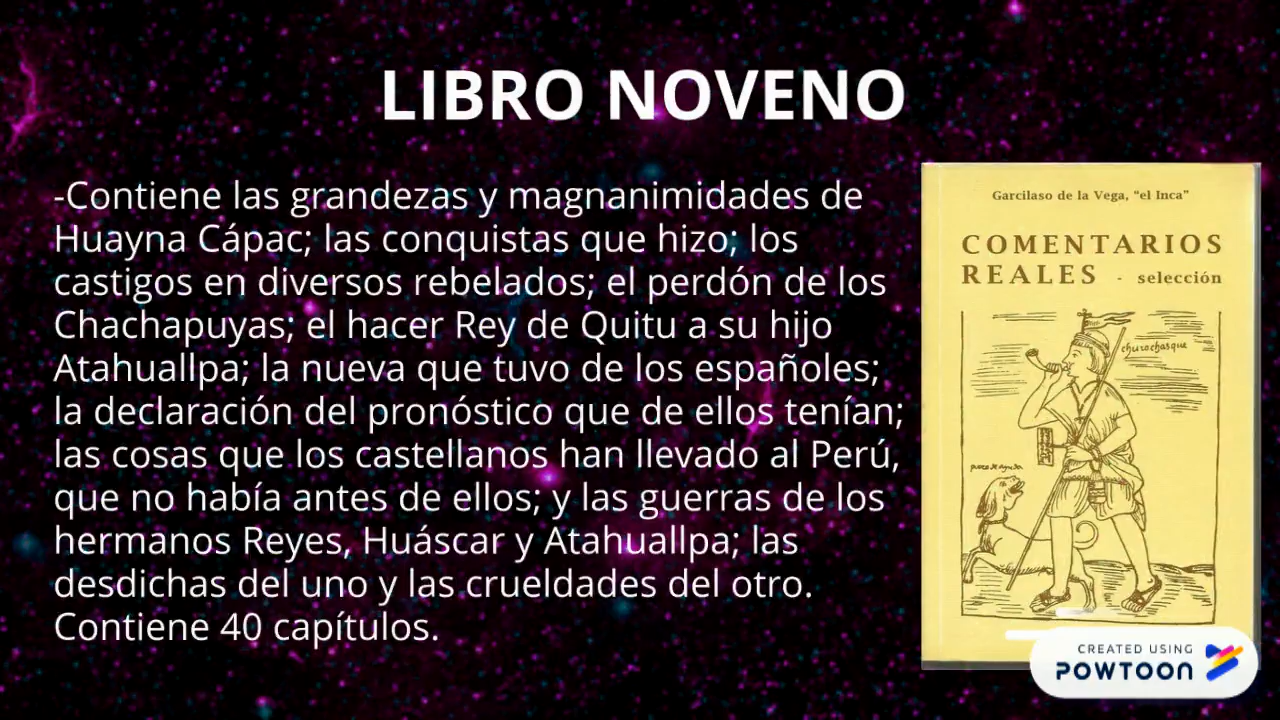 LIBRO NOVENO
-Contiene las grandezas y magnanimidades de
Huayna Cápac; las conquistas que hizo; los
castigos en diversos rebelados; el perdón de los
Chachapuyas; el hacer Rey de Quitu a su hijo
Atahuallpa; la nueva que tuvo de los españoles;
la declaración del pronóstico que de ellos tenían;
las cosas que los castellanos han llevado al Perú,
que no había antes de ellos; y las guerras de los
hermanos Reyes, Huáscar y Atahuallpa; las
desdichas del uno y las crueldades del otro.
Contiene 40 capítulos.
Garcilaso de la Vega, "el Inca"
COMENTARIOS
REALES - selección
CREATED USING
POWTOON